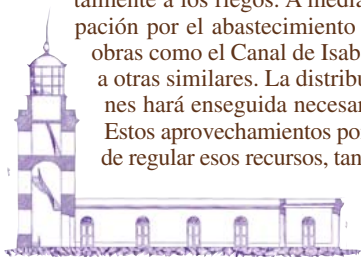 talmente a los riegos. A media
pación por el abastecimiento
obras como el Canal de Isab
a otras similares. La distribu
nes hará enseguida necesar
Estos aprovechamientos po
de regular esos recursos, tan